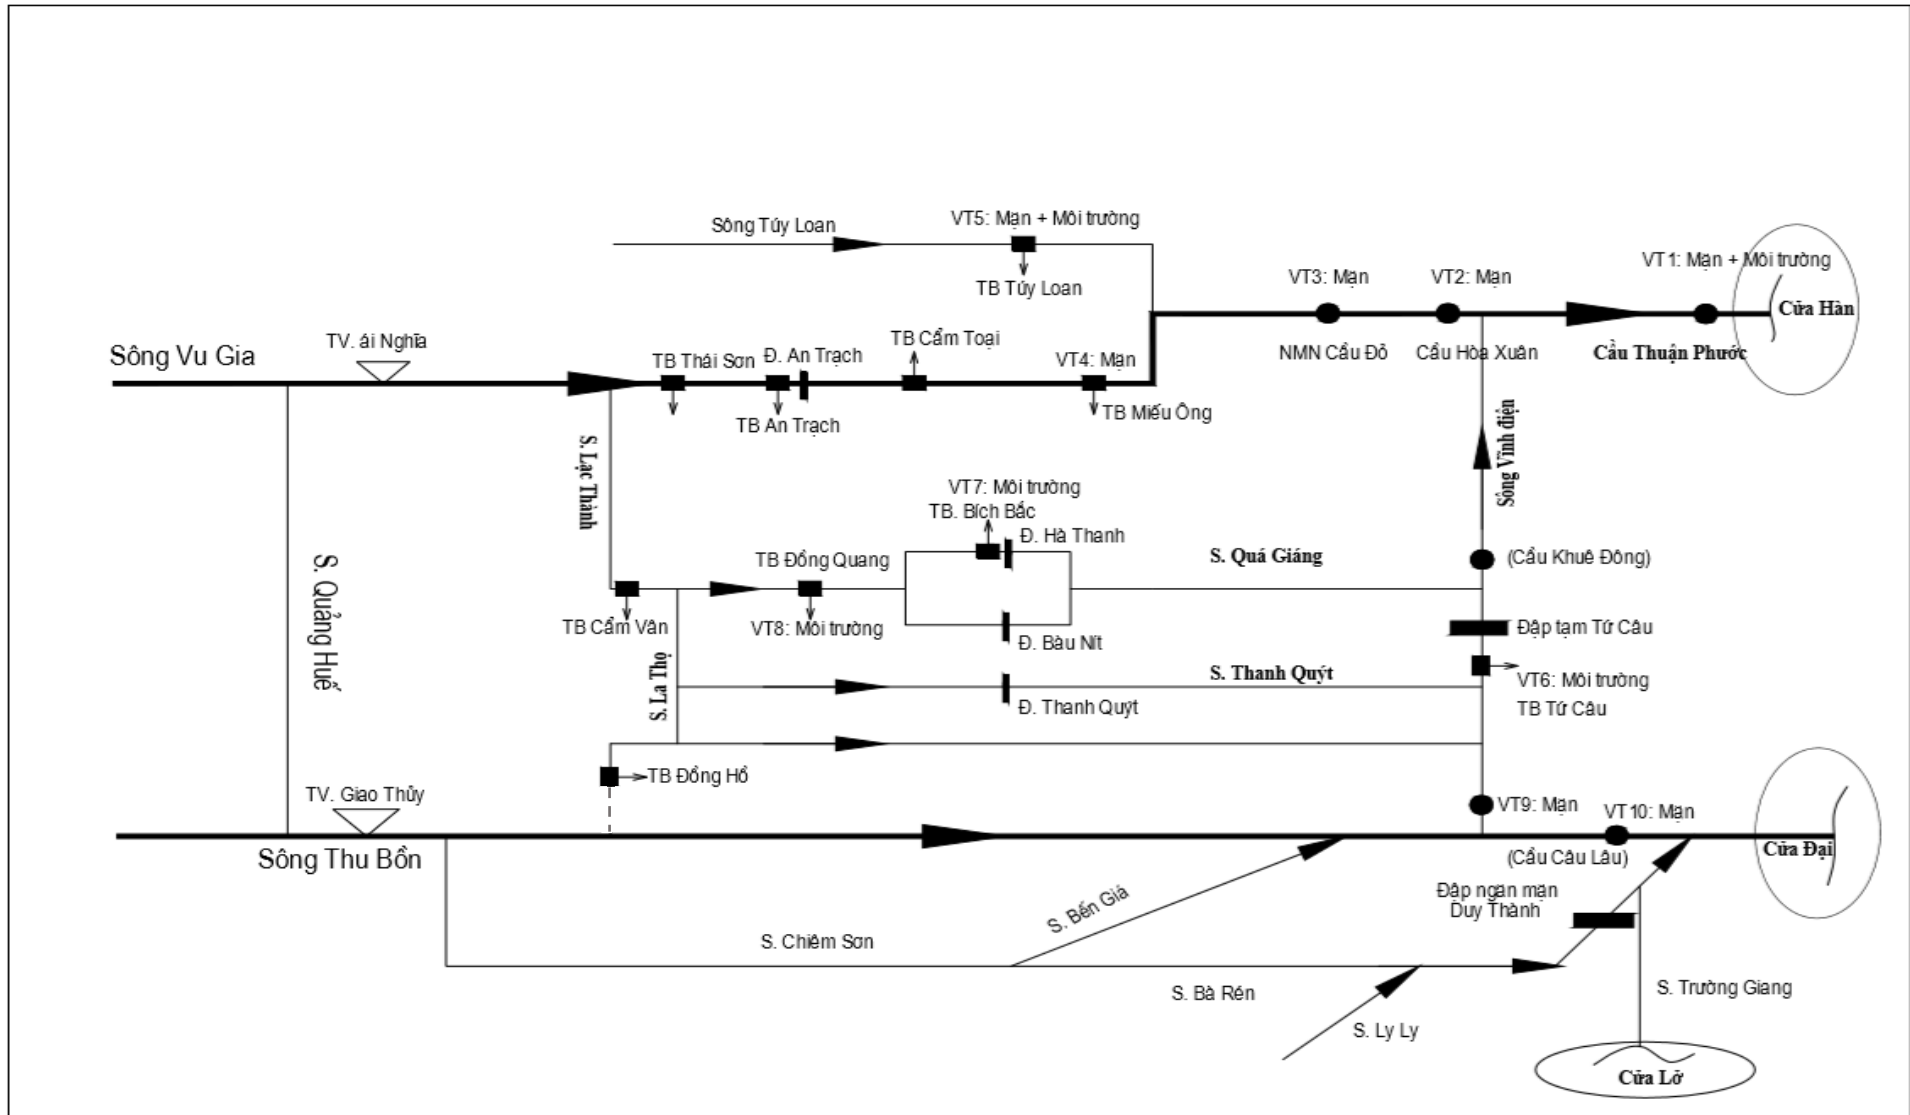 Sông Túy Loan
VT5: Mạn + Môi trường
TB Túy Loan
VT3: Mạn
VT2: Mạn
VT1: Mạn + Môi trường
Cửa Hàn
NMN Cầu Đỏ
Cầu Hòa Xuân
Cầu Thuận Phước
Sông Vu Gia
TV. ái Nghĩa
TB Thái Sơn
Đ. An Trạch
TB Cẩm Toại
VT4: Mạn
TB An Trạch
TB Miếu Ông
S. Lạc Thành
Sông Vĩnh điện
VT7: Môi trường
TB. Bích Bắc
Đ. Hà Thanh
TB Đồng Quang
S. Quá Giáng
(Cầu Khuê Đông)
S. Quảng Huế
TB Cẩm Vân
VT8: Môi trường
Đ. Bàu Nít
Đập tạm Tứ Câu
S. La Thọ
S. Thanh Quýt
VT6: Môi trường
TB Tứ Câu
Đ. Thanh Quýt
TB Đồng Hồ
TV. Giao Thủy
VT9: Mạn
VT10: Mạn
Sông Thu Bồn
(Cầu Câu Lâu)
Cửa Đại
Đập ngăn mạn
Duy Thành
S. Bến Giá
S. Chiêm Sơn
S. Bà Rén
S. Trường Giang
S. Ly Ly
Cửa Lở